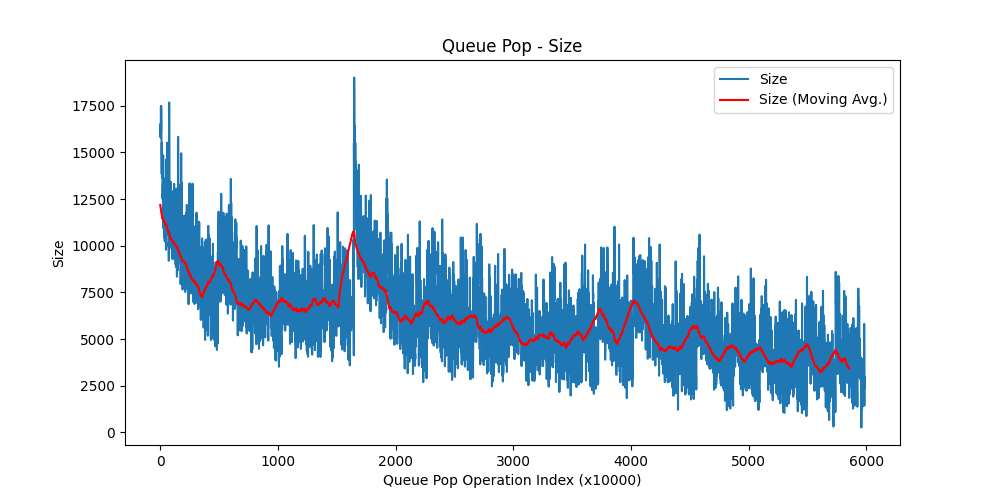 Queue Pop - Size
Size
Size (Moving Avg.)
17500
15000
12500
10000
7500
5000
2500
0
Size
0 1000 2000 3000 4000 5000 6000
Queue Pop Operation Index (x10000)